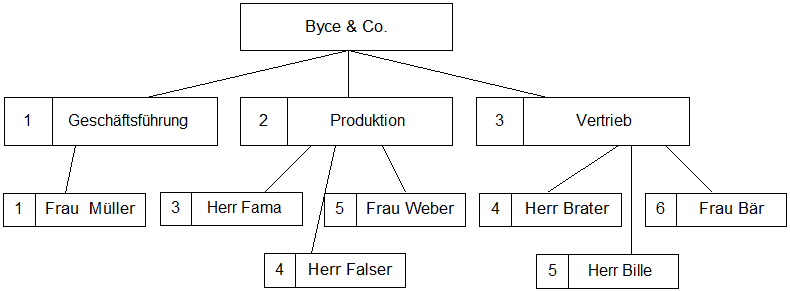 Byce & Co.
1 Geschäftsführung
2 Produktion
3 Vertrieb
1 Frau Müller
3 Herr Fama
5 Frau Weber
4 Herr Brater
6 Frau Bär
4 Herr Falser
5 Herr Bille